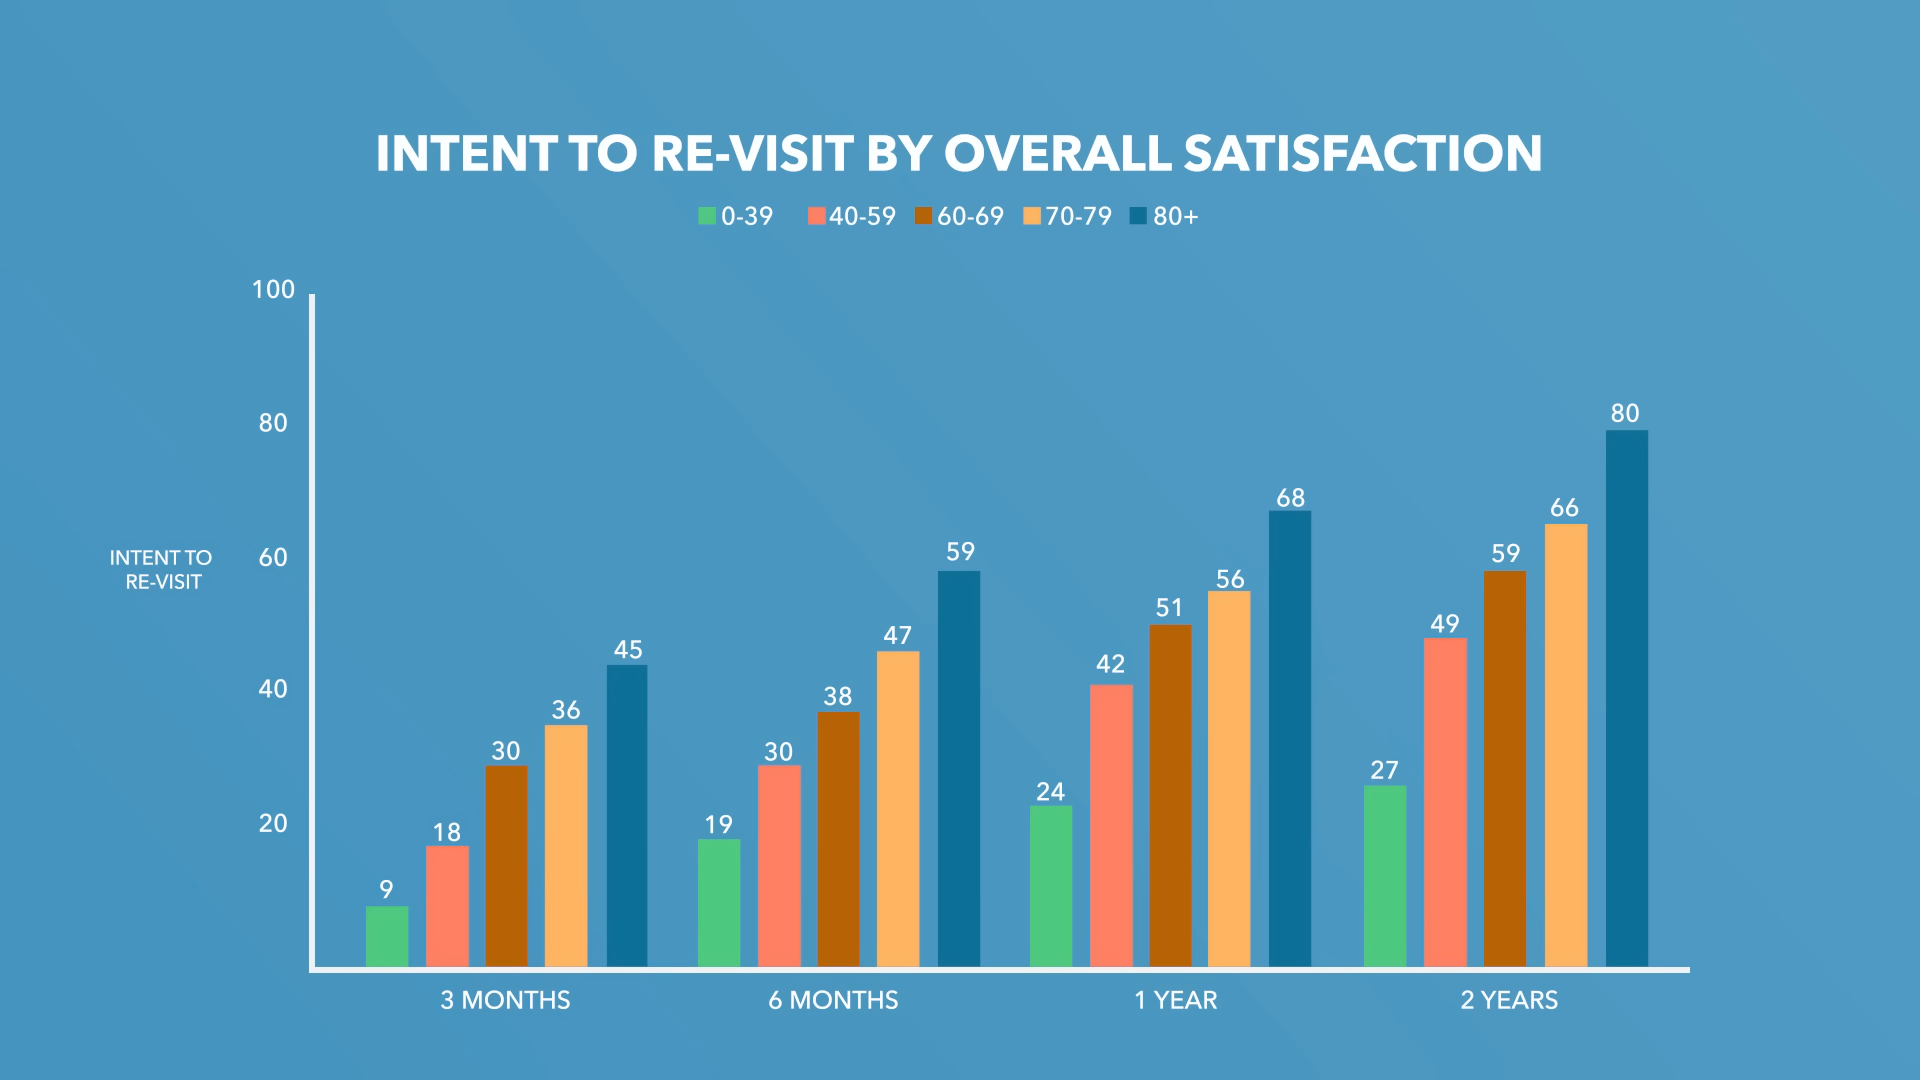 INTENT TO RE-VISIT BY OVERALL SATISFACTION
0-39 40-59 60-69 70-79 80+
100
80
60
40
20
INTENT TO
RE-VISIT
9 18 30 36 45
19 30 38 47 59
24 42 51 56 68
27 49 59 66 80
3 MONTHS 6 MONTHS 1 YEAR 2 YEARS